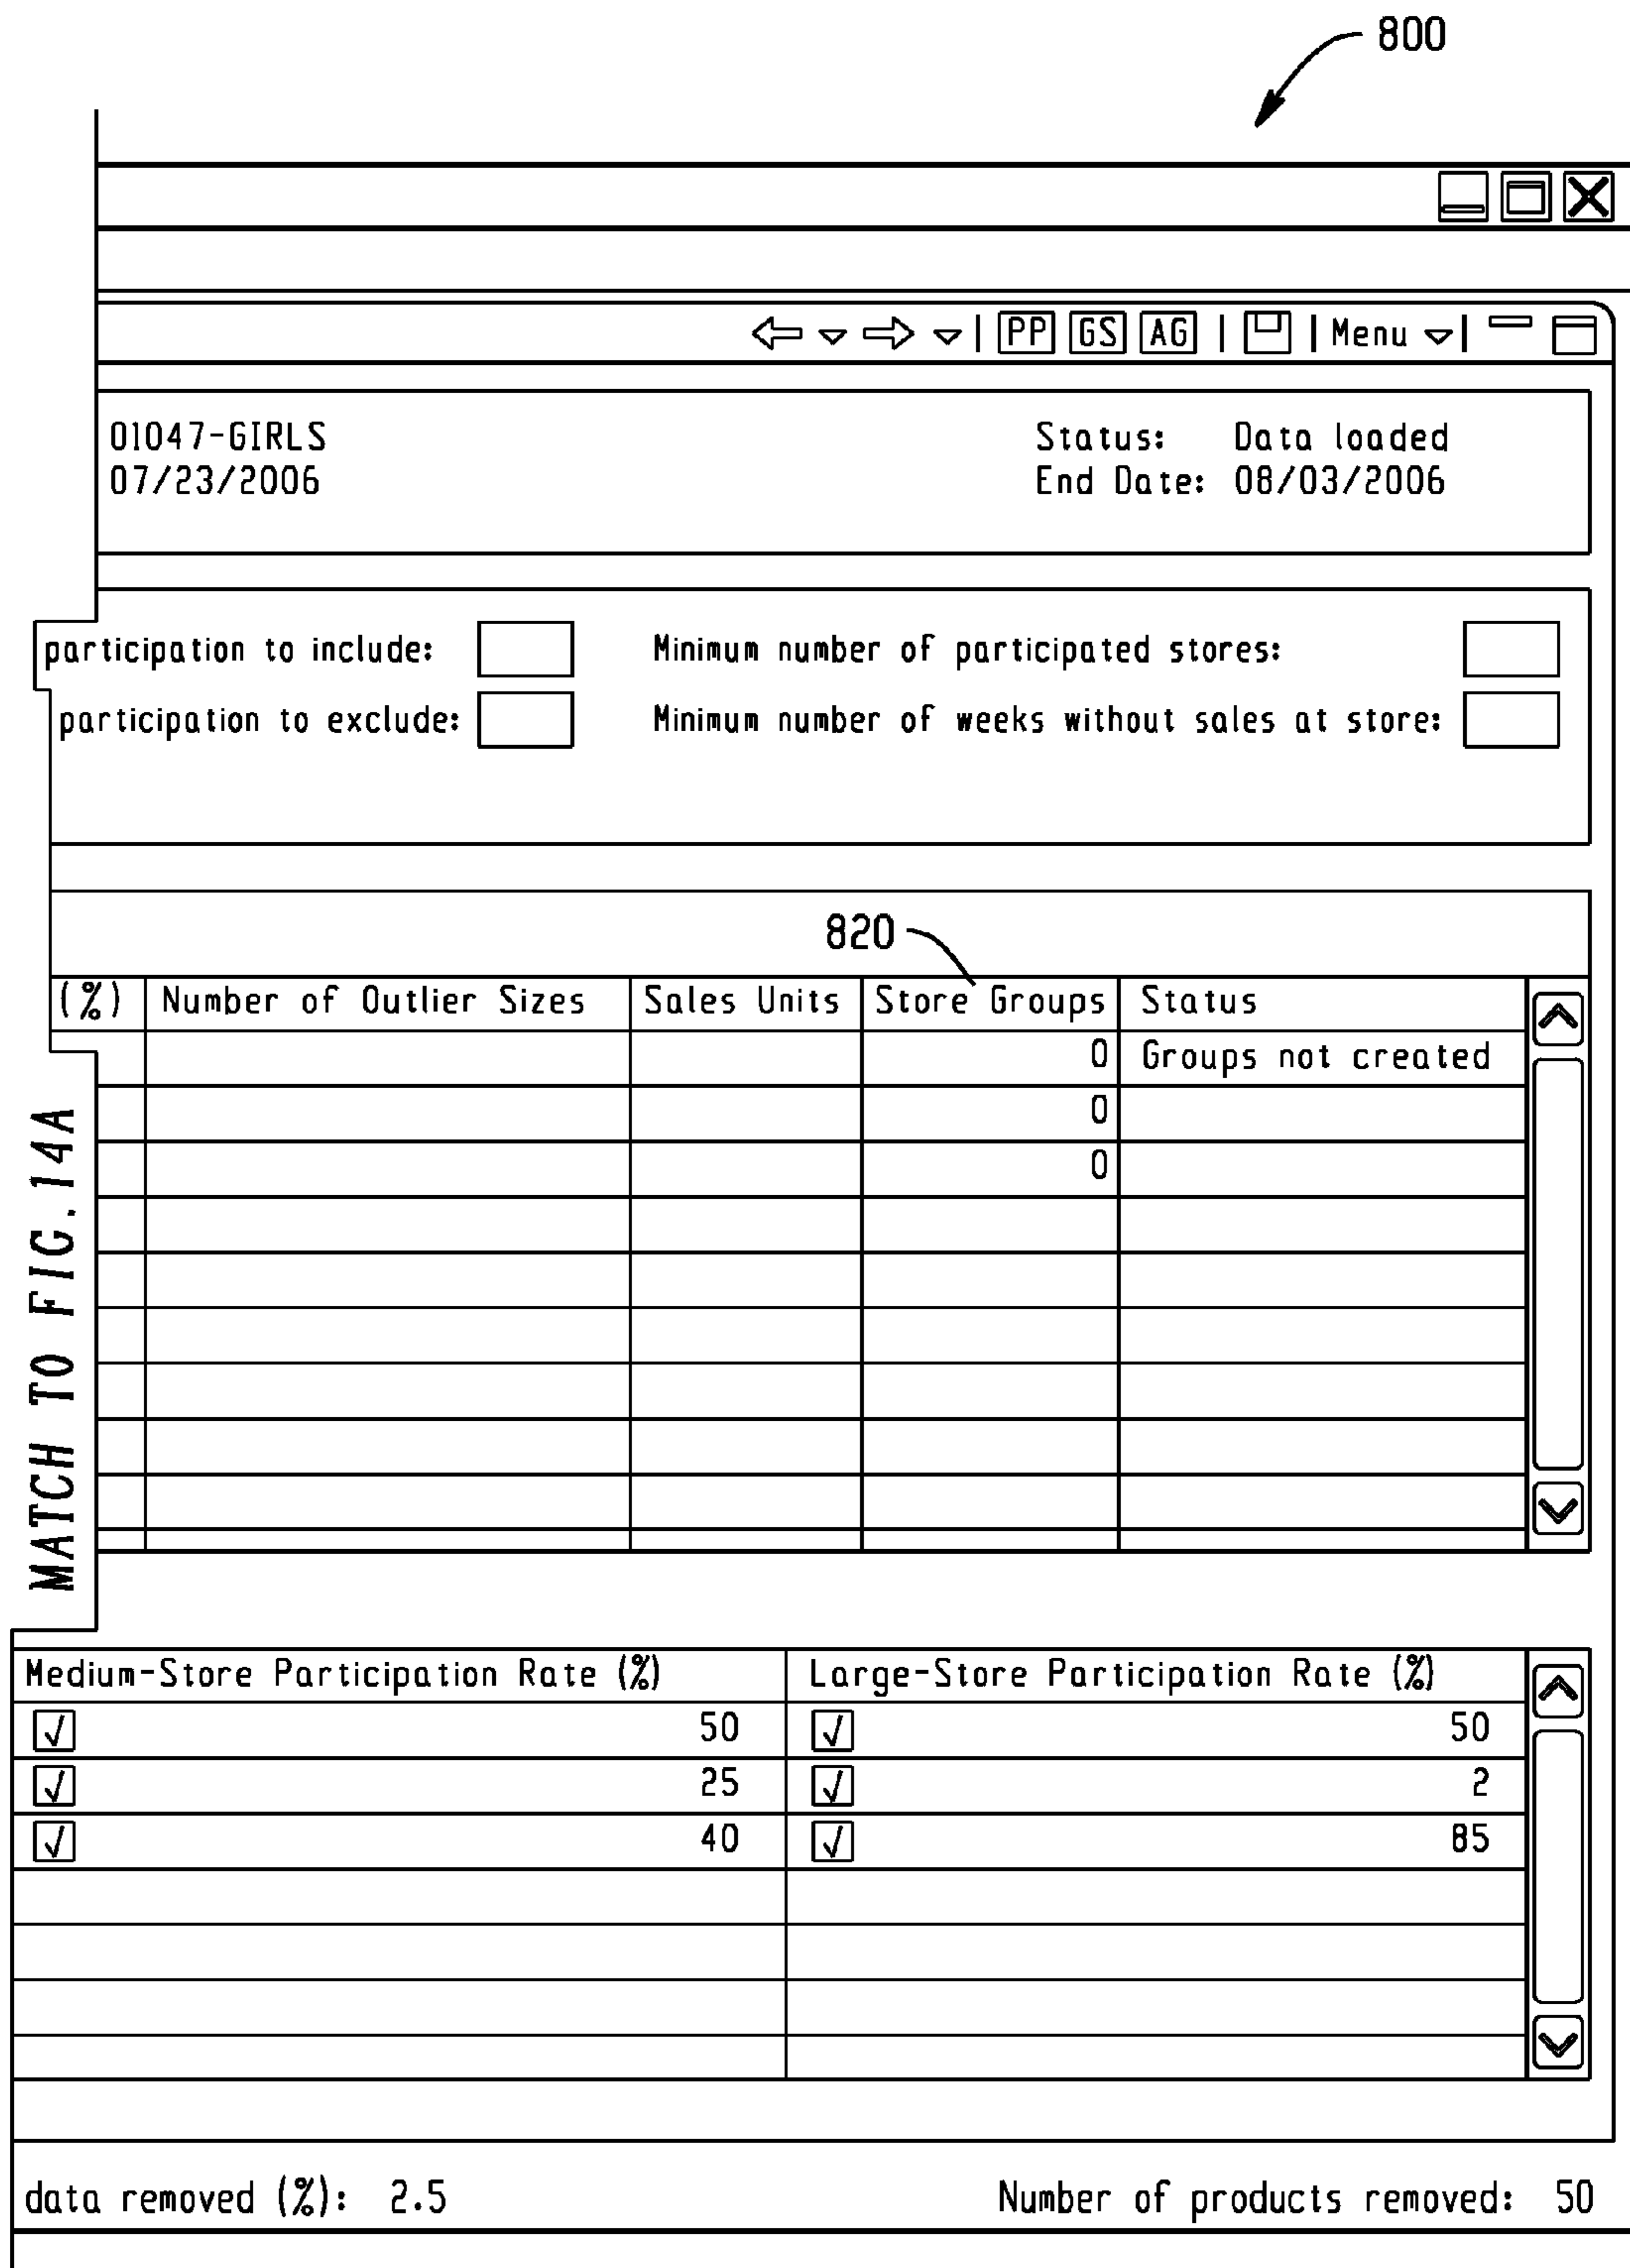 800
PP GS AG Menu
01047-GIRLS Status: Data loaded
07/23/2006 End Date: 08/03/2006
participation to include: Minimum number of participated stores:
participation to exclude: Minimum number of weeks without sales at store:
820
(%) Number of Outlier Sizes Sales Units Store Groups Status
0 Groups not created
0
0
MATCH TO FIG.14A
Medium-Store Participation Rate (%) Large-Store Participation Rate (%)
50 50
25 2
40 85
data removed (%): 2.5 Number of products removed: 50